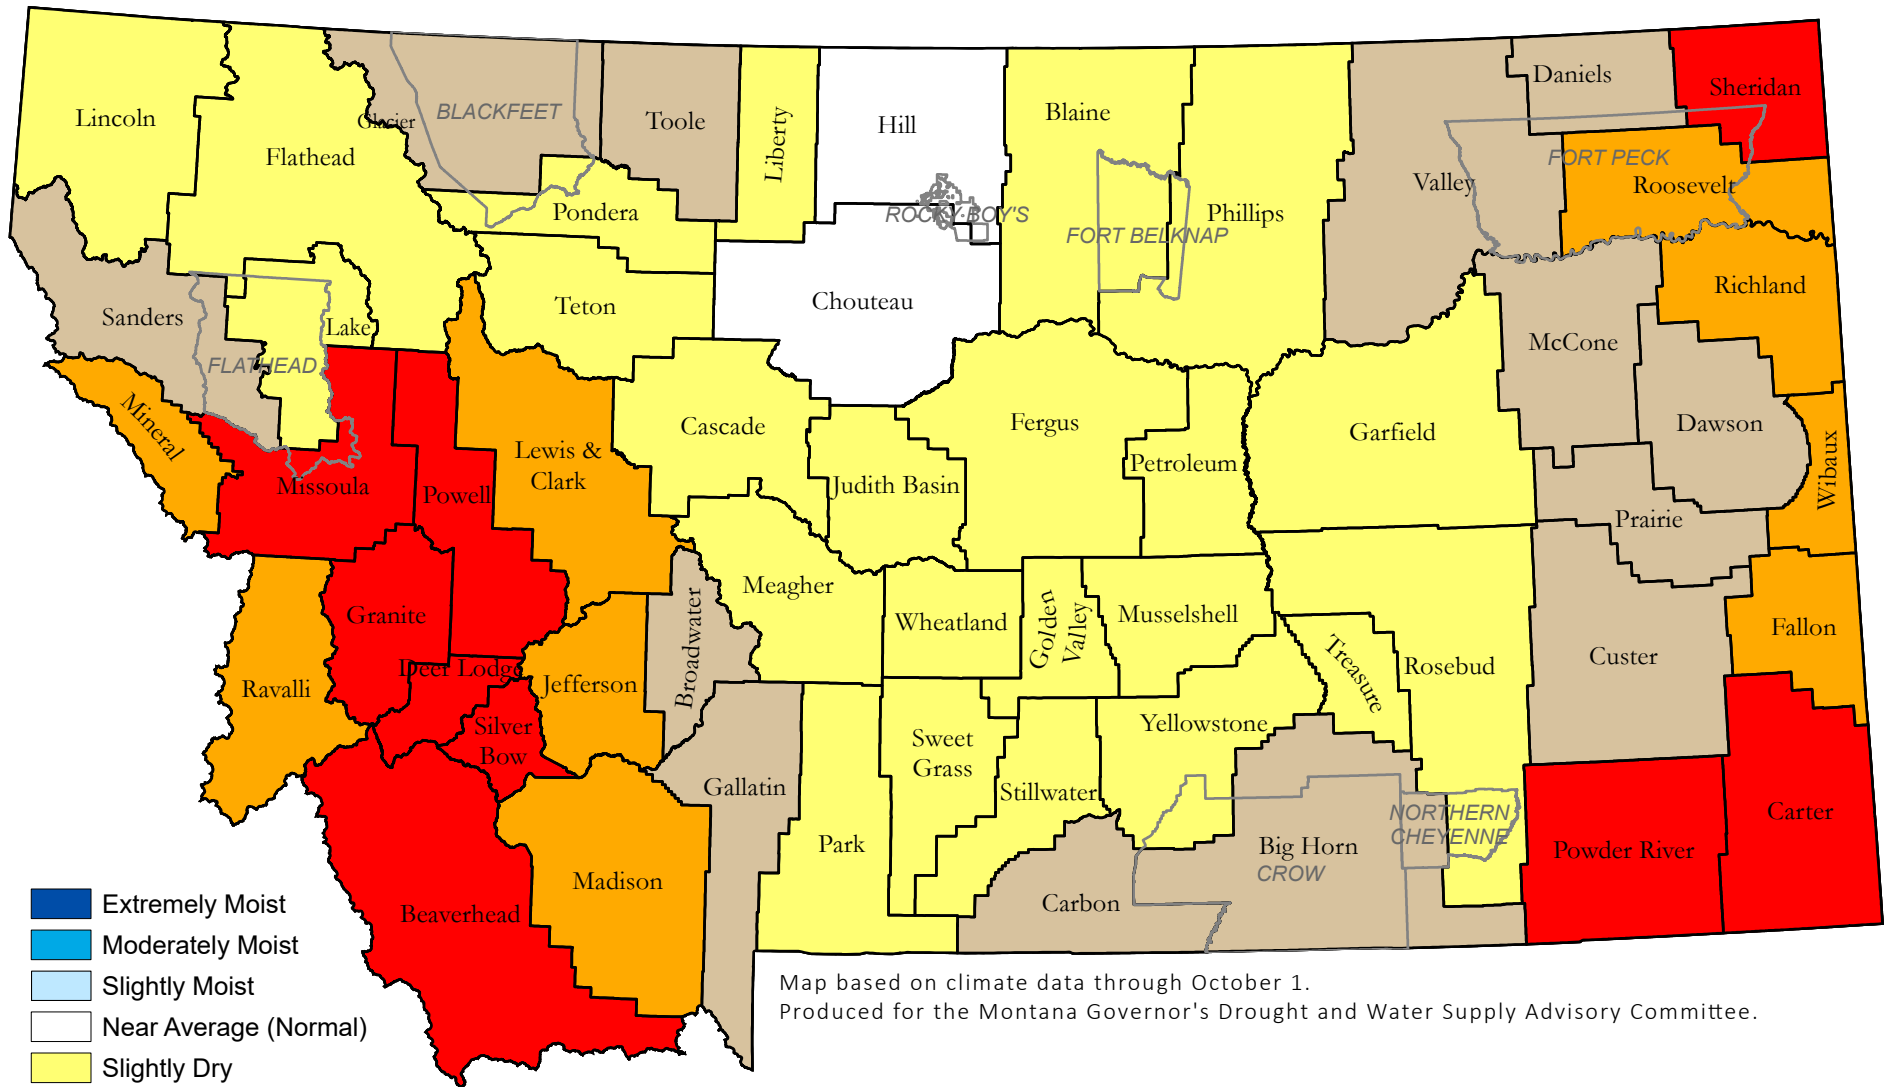 Lincoln
Flathead
Glacier
BLACKFEET
Toole
Liberty
Hill
Blaine
Phillips
Daniels
Sheridan
FORT PECK
Valley
Roosevelt
Pondera
ROCKY BOY'S
FORT BELKNAP
Teton
Chouteau
Richland
Sanders
Lake
FLATHEAD
McCone
Mineral
Lewis &
Clark
Cascade
Judith Basin
Fergus
Petroleum
Garfield
Dawson
Wibaux
Missoula
Powell
Prairie
Granite
Meagher
Wheatland
Golden
Valley
Musselshell
Treasure
Rosebud
Custer
Fallon
Ravalli
Deer Lodge
Jefferson
Broadwater
Silver
Bow
Gallatin
Sweet
Grass
Stillwater
Yellowstone
Park
Big Horn
CROW
NORTHERN
CHEYENNE
Powder River
Carter
Madison
Beaverhead
Carbon
Extremely Moist
Moderately Moist
Slightly Moist
Near Average (Normal)
Slightly Dry
Map based on climate data through October 1.
Produced for the Montana Governor's Drought and Water Supply Advisory Committee.